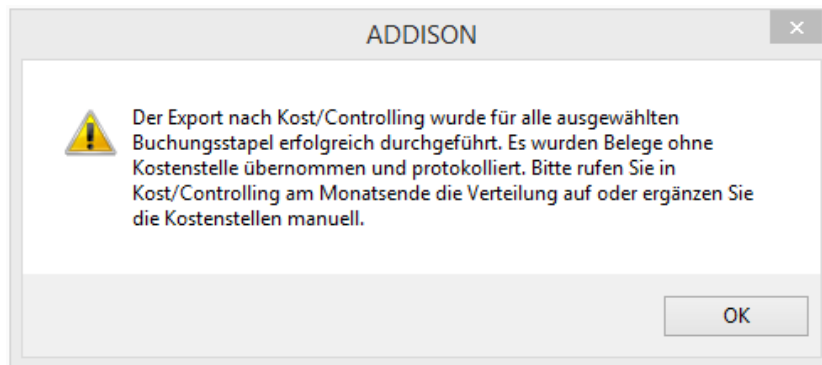 ADDISON
Der Export nach Kost/Controlling wurde für alle ausgewählten
Buchungsstapel erfolgreich durchgeführt. Es wurden Belege ohne
Kostenstelle übernommen und protokolliert. Bitte rufen Sie in
Kost/Controlling am Monatsende die Verteilung auf oder ergänzen Sie
die Kostenstellen manuell.
OK